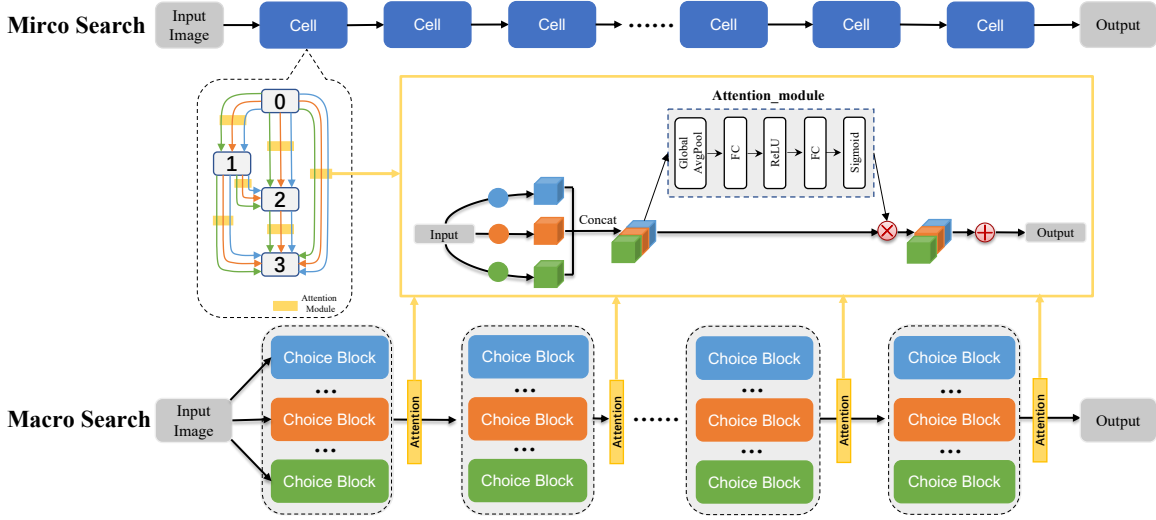 Mirco Search
Input
Image
Cell
Cell
Cell
......
Cell
Cell
Cell
Output
0
1
2
3
Attention
Module
Attention_module
Global
AvgPool
FC
ReLU
FC
Sigmoid
Input
Concat
Output
Macro Search
Input
Image
Choice Block
...
Choice Block
...
Choice Block
Attention
Choice Block
...
Choice Block
...
Choice Block
Attention
......
Choice Block
...
Choice Block
...
Choice Block
Attention
Choice Block
...
Choice Block
...
Choice Block
Attention
Output